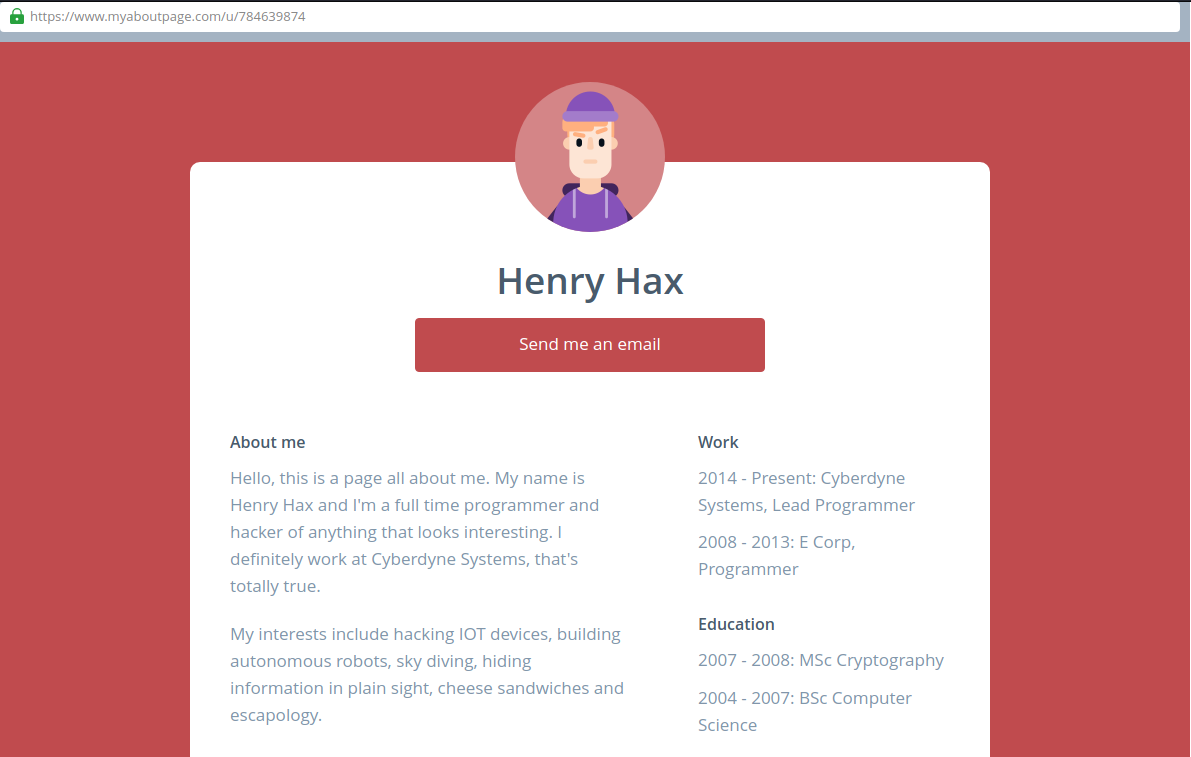 https://www.myaboutpage.com/u/784639874
Henry Hax
Send me an email
About me
Hello, this is a page all about me. My name is
Henry Hax and I'm a full time programmer and
hacker of anything that looks interesting. I
definitely work at Cyberdyne Systems, that's
totally true.
My interests include hacking IOT devices, building
autonomous robots, sky diving, hiding
information in plain sight, cheese sandwiches and
escapology.
Work
2014 - Present: Cyberdyne
Systems, Lead Programmer
2008 - 2013: E Corp,
Programmer
Education
2007 - 2008: MSc Cryptography
2004 - 2007: BSc Computer
Science